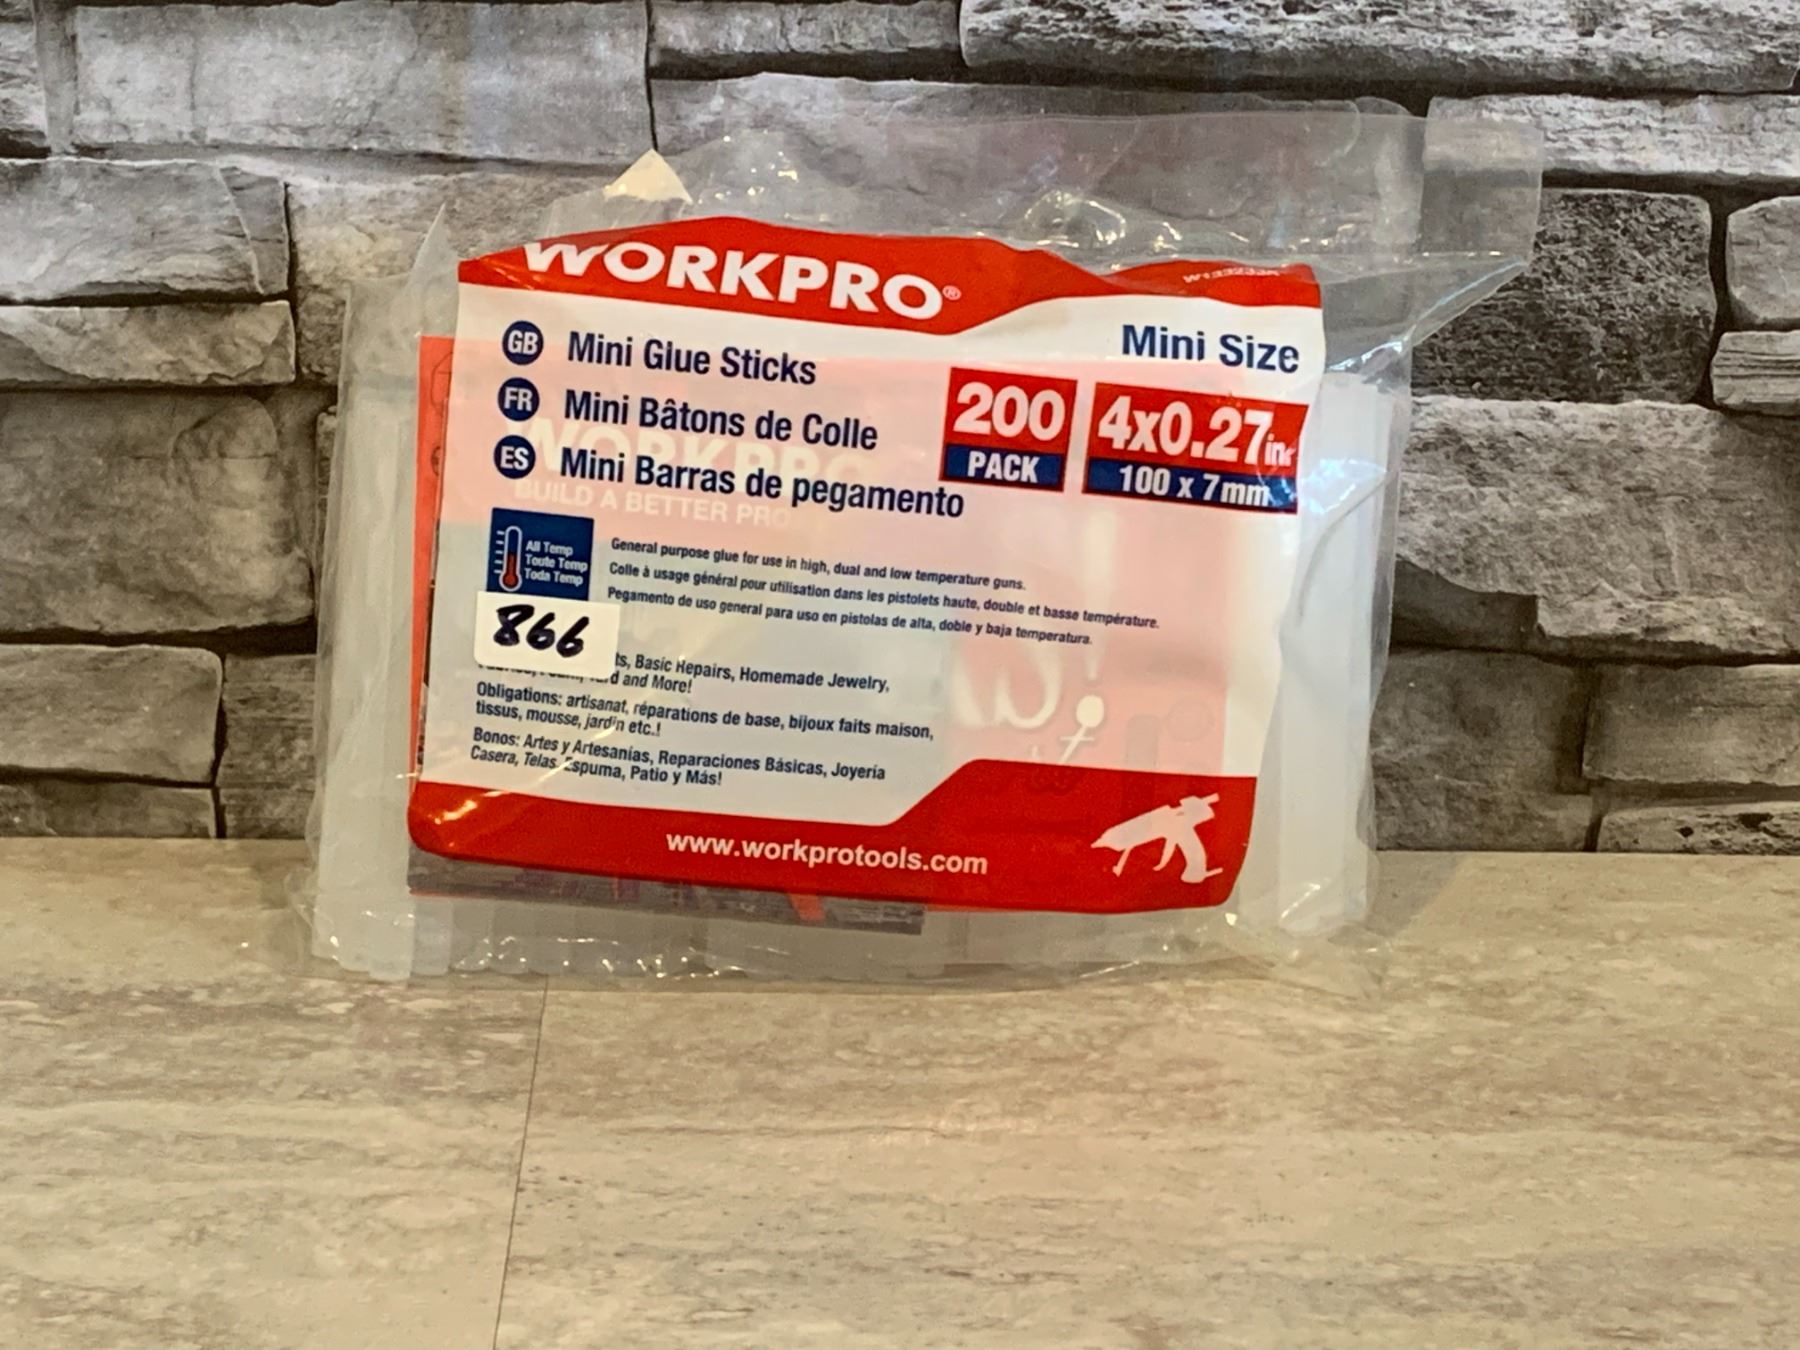 WORKPRO®
Mini Size
GB Mini Glue Sticks
FR Mini Bâtons de Colle
ES Mini Barras de pegamento
200
PACK
4x0.27in
100 x 7mm
WORKPRO
BUILD A BETTER PRO
All Temp
Toute Temp
Toda Temp
General purpose glue for use in high, dual and low temperature guns.
Colle à usage général pour utilisation dans les pistolets haute, double et basse température.
Pegamento de uso general para uso en pistolas de alta, doble y baja temperatura.
866
ts, Basic Repairs, Homemade Jewelry,
and More!
Obligations: artisanat, réparations de base, bijoux faits maison,
tissus, mousse, jardin etc.!
Bonos: Artes y Artesanías, Reparaciones Básicas, Joyería
Casera, Telas, Espuma, Patio y Más!
www.workprotools.com